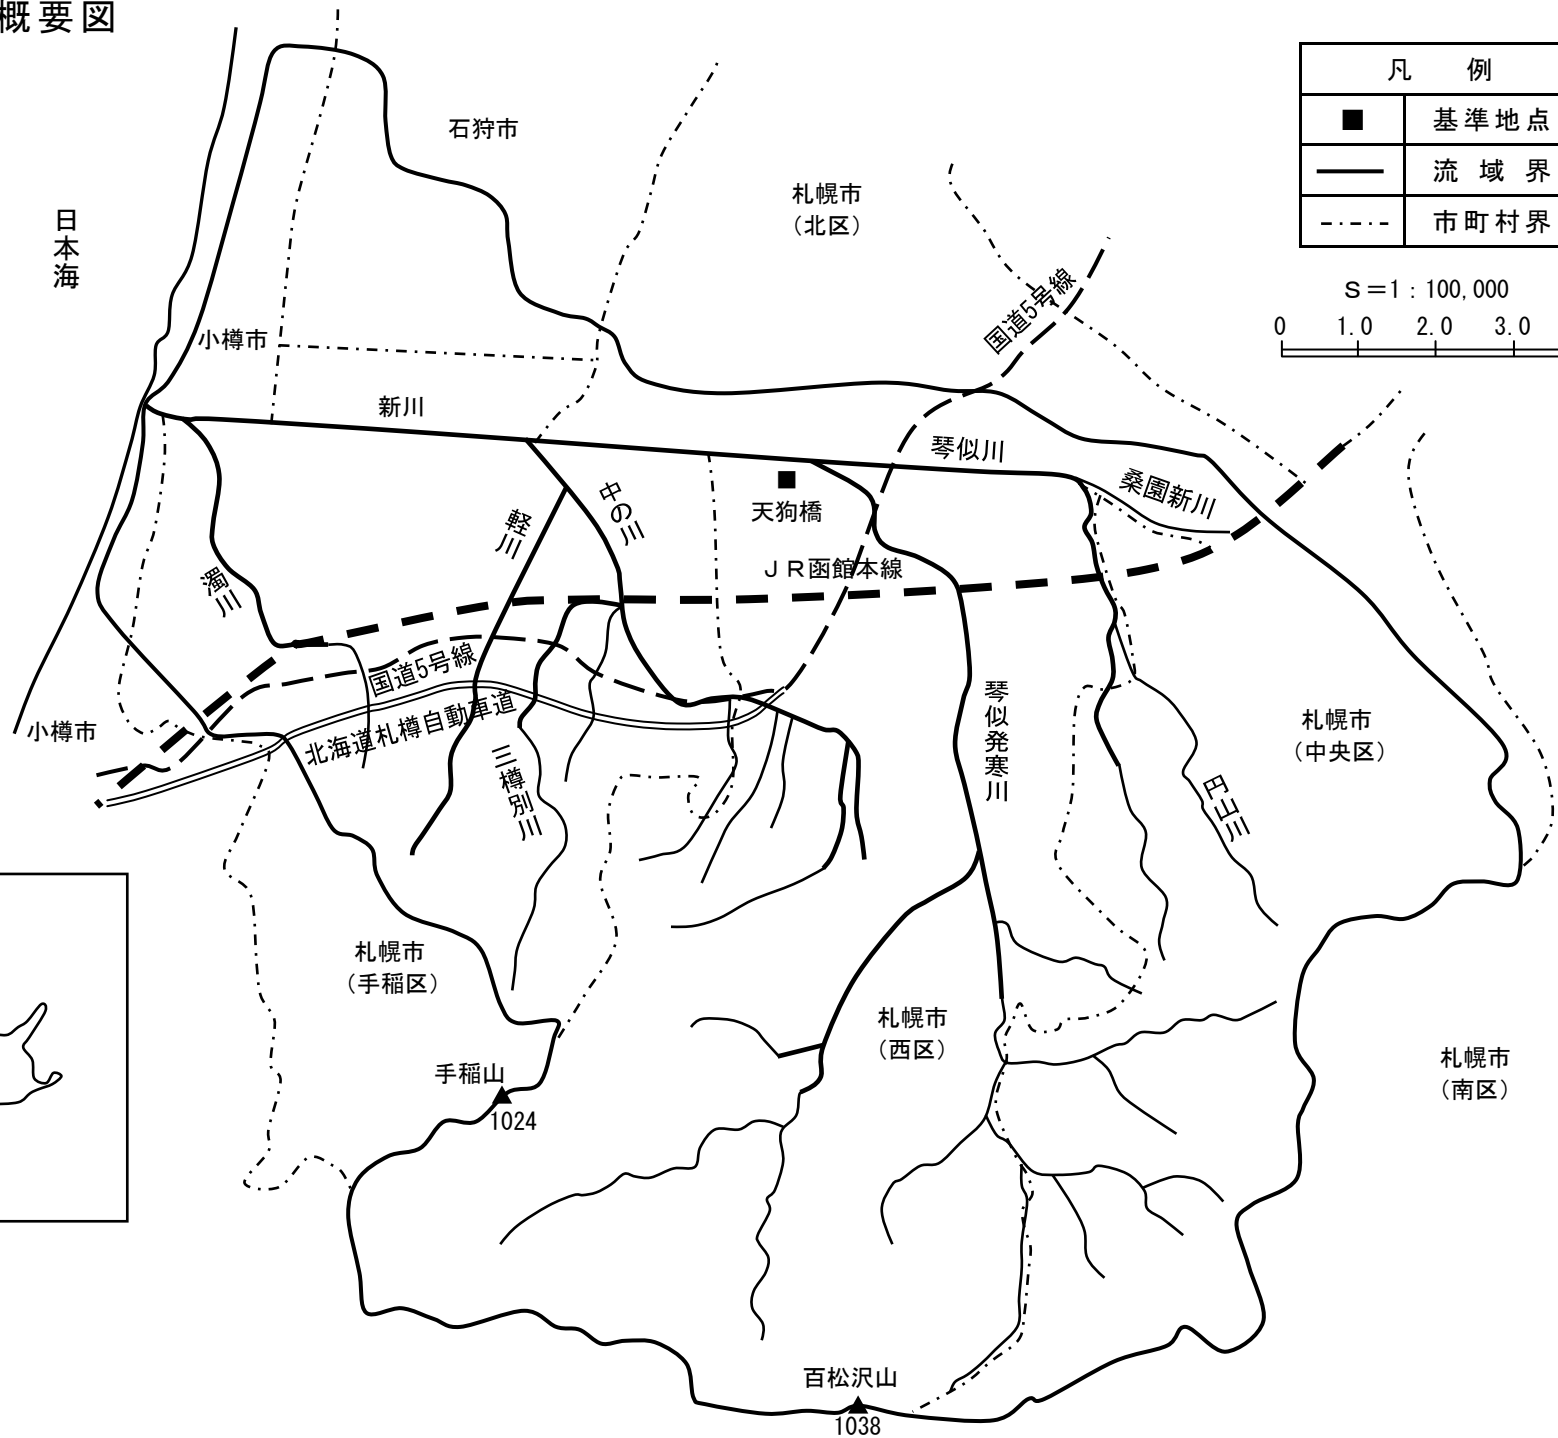 概要図
凡 例
基準地点
流域界
市町村界
S＝1：100,000
0 1.0 2.0 3.0
石狩市
札幌市
（北区）
日本海
国道5号線
小樽市
新川
琴似川
桑園新川
中の川
軽川
天狗橋
ＪＲ函館本線
濁川
国道5号線
北海道札樽自動車道
小樽市
三樽別川
琴似発寒川
円山川
札幌市
（中央区）
札幌市
（手稲区）
札幌市
（西区）
札幌市
（南区）
手稲山
1024
百松沢山
1038